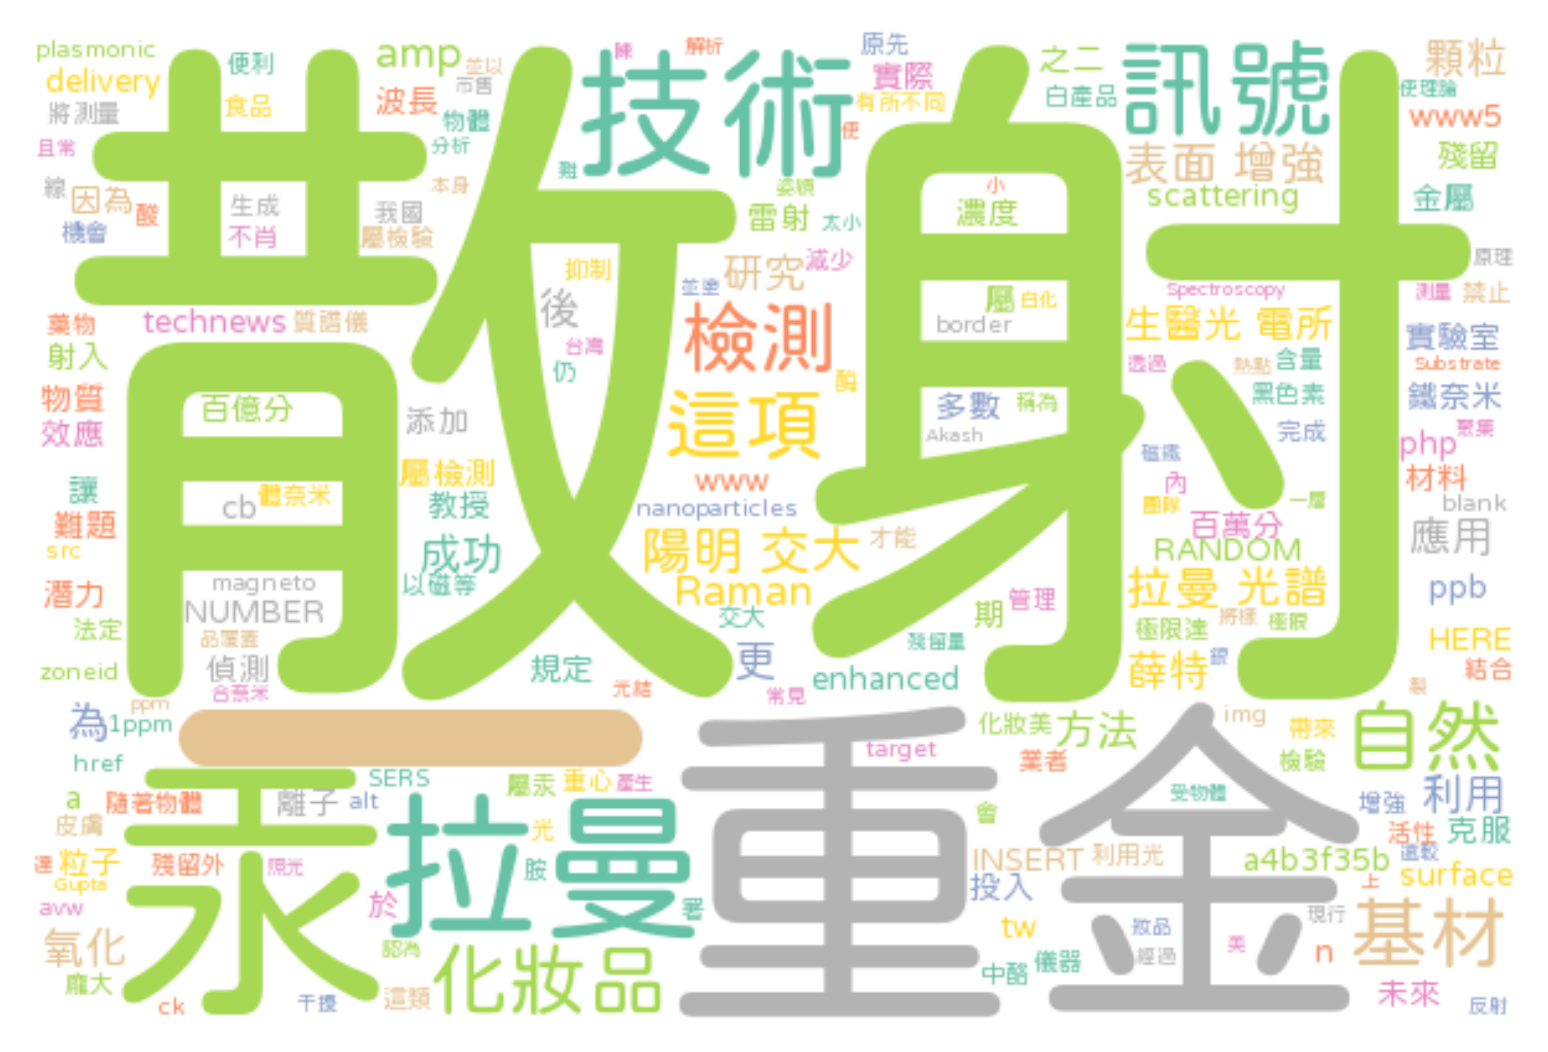 plasmonic 便利 amp 並以 陳 解析 原先 之二 訊號 顆粒
delivery 食品 波長 市售 技術 實際 有所不同 白產品 便理論
將測量 物體 便 表面 增強 www5
且常 分析 難 小 scattering 殘留
線 因為 酸 生成 我國 本身 雷射 太小 濃度 金屬
機會 不肖 屬檢驗 散射 抑制 研究 減少 原理
藥物 technews 質譜儀 後 並塗 屬 白化 Spectroscopy 測量 禁止
射入 台灣 檢測 border 生醫光 電所 實驗室
物質 百億分 仍 酶 透過 熱點 含量 Substrate
效應 添加 這項 多數 稱為 黑色素 鐵奈米
Akash 完成 php 聚集
讓 cb 體奈米 屬檢測 www 磁鐵 內 材料
難題 教授 nanoparticles 團隊 一層 blank
src 成功 陽明 交大 才能 百萬分 應用
潛力 magneto 以磁等 Raman RANDOM ppb
法定 NUMBER 交大 期 管理 拉曼 光譜
品覆蓋 極限達 將樣 極限 HERE
zoneid 偵測 規定 更 殘留量 薛特 銀 結合
合奈米 元結 常見 enhanced 製
為 1ppm ppm 一 化妝美 方法 img 帶來 自然
href SERS target 業者 檢驗
a 隨著物體 離子 alt 屬汞 重心 產生 重金 會 受物體 增強 利用
皮膚 汞 拉曼 光 活性 克服
達 粒子 殘留外 照光 胺 INSERT 利用光 a4b3f35b 還較
Gupta 投入 上 surface
avw 於 署 tw 妝品 現行 基材
氧化 認為 化妝品 經過 美 n
龐大 中酪 儀器 未來
ck 干擾 這類 反射